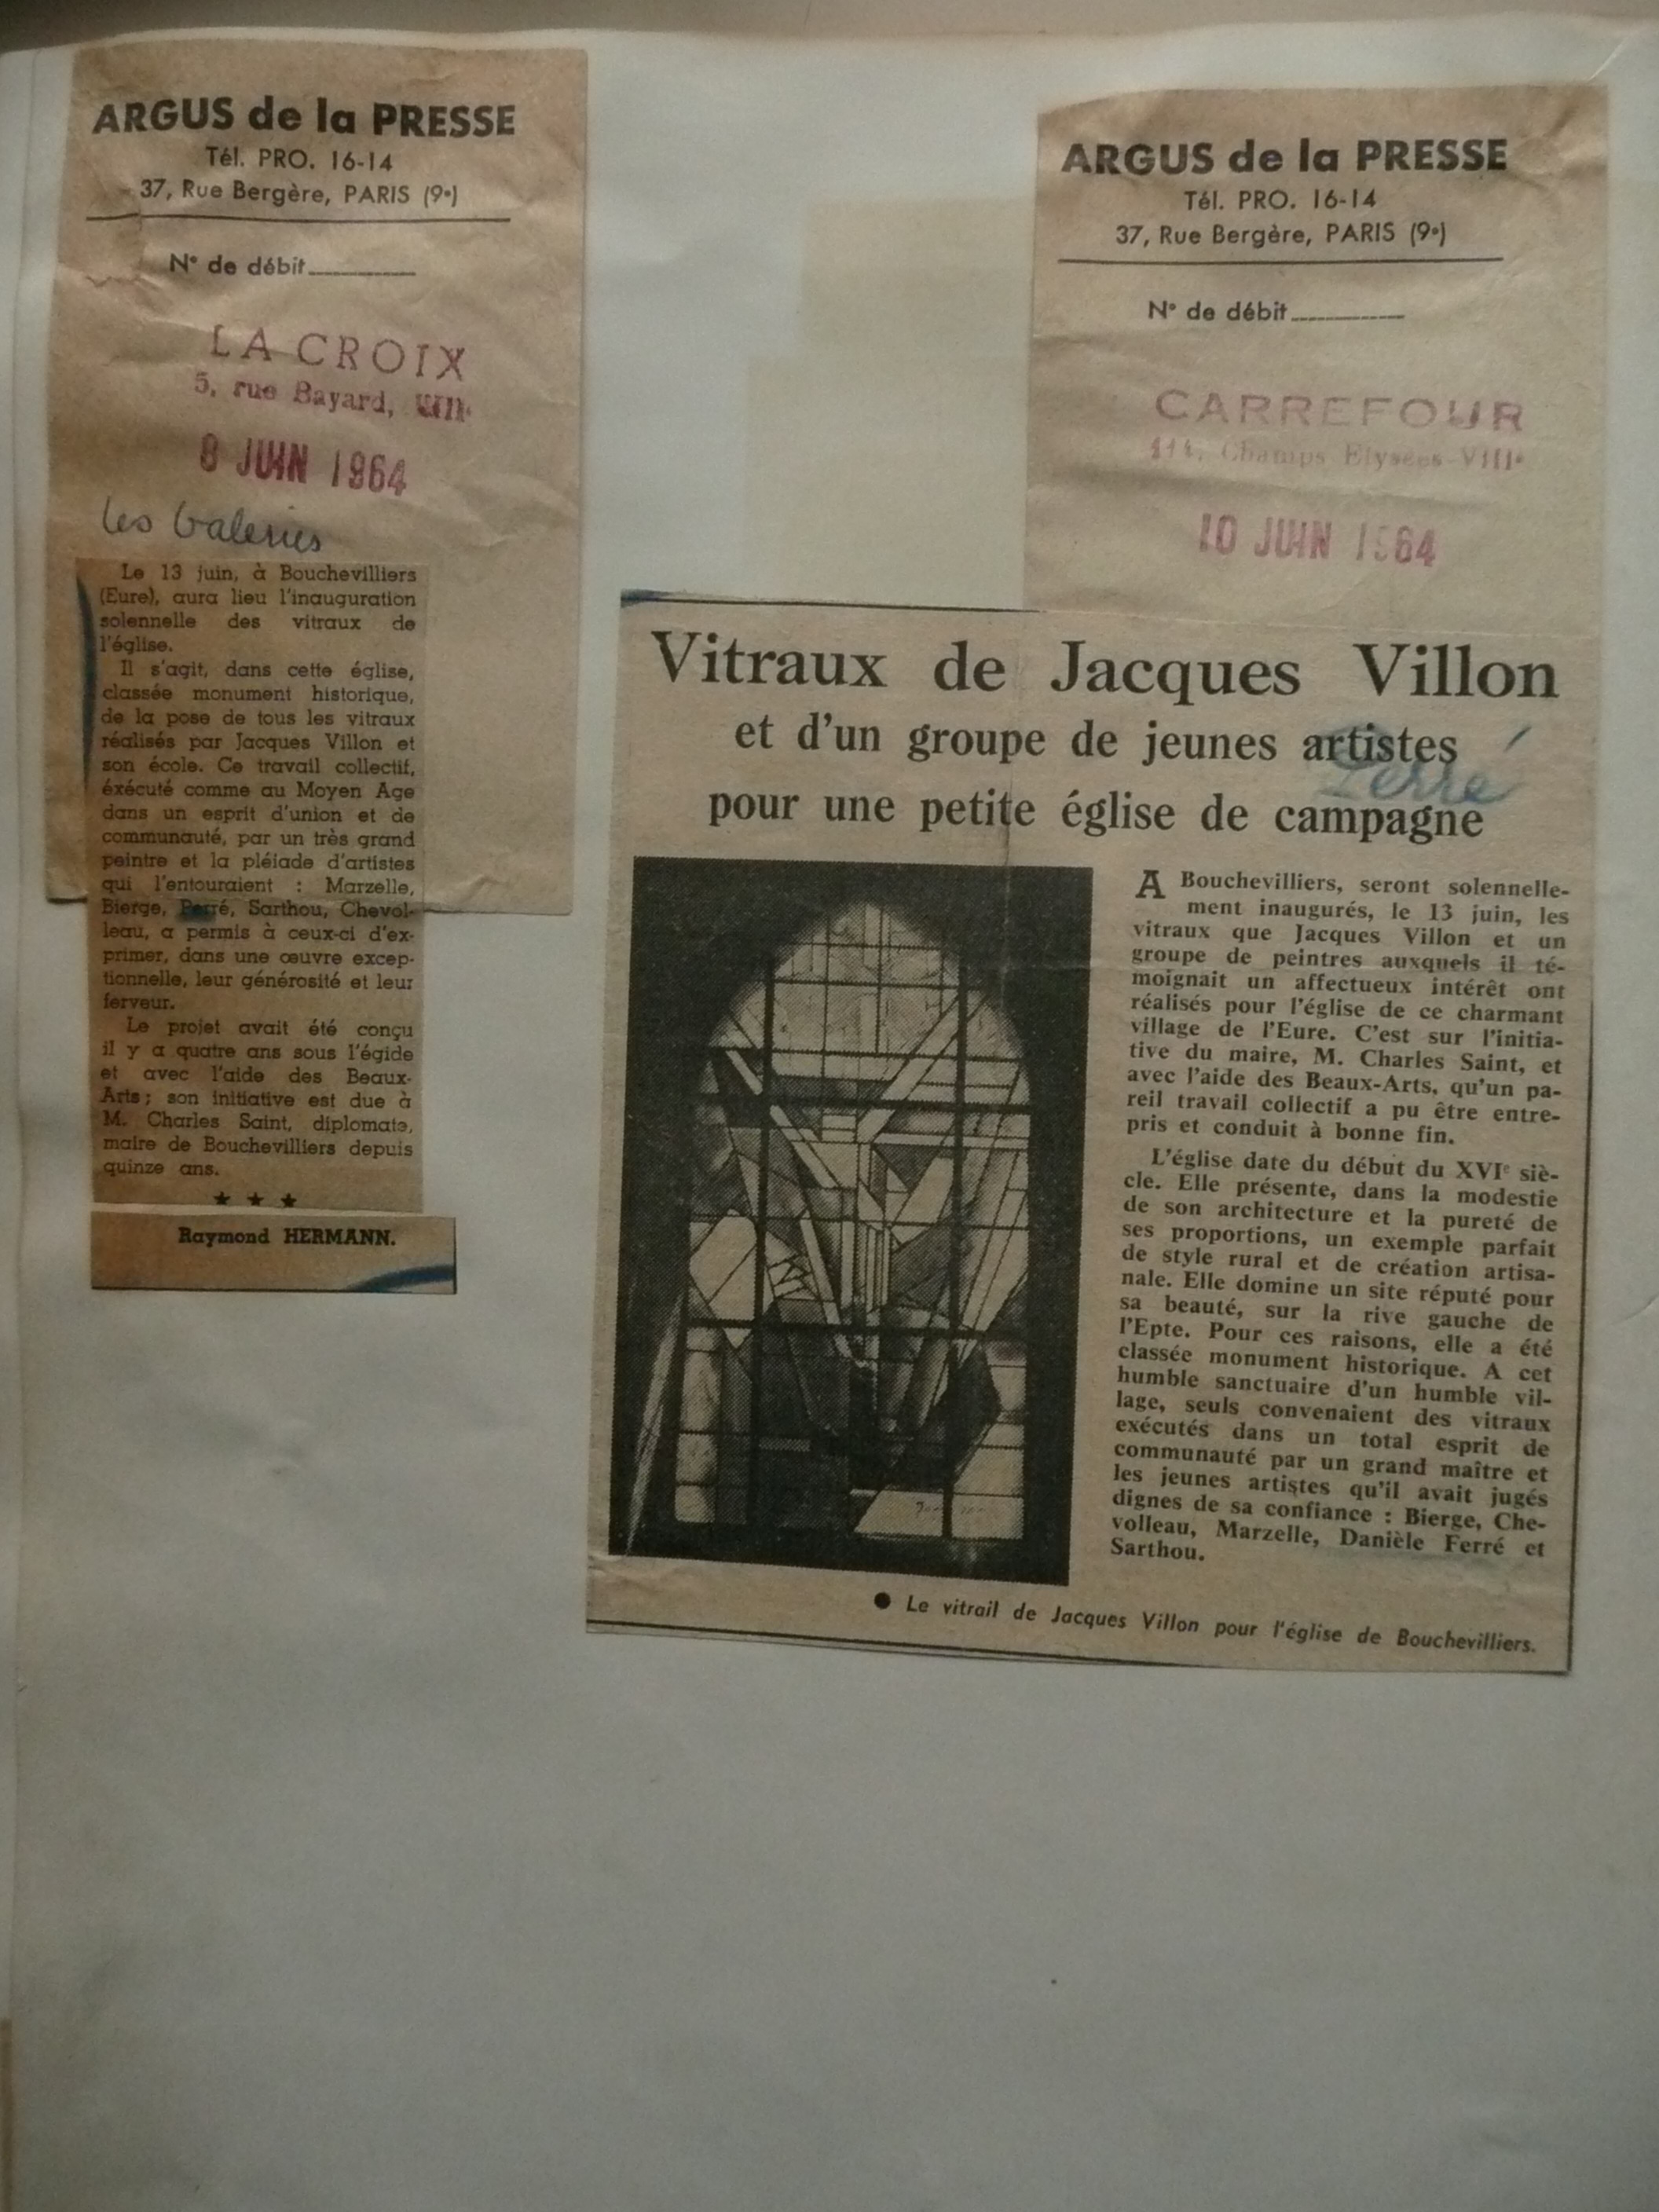 ARGUS de la PRESSE
Tél. PRO. 16-14
37, Rue Bergère, PARIS (9e)
N° de débit
LA CROIX
5, rue Bayard, VIIIe
8 JUIN 1964
Les Galeries
Le 13 juin, à Bouchevilliers
(Eure), aura lieu l'inauguration
solennelle des vitraux de
l'église.
Il s'agit, dans cette église,
classée monument historique,
de la pose de tous les vitraux
réalisés par Jacques Villon et
son école. Ce travail collectif,
éxécuté comme au Moyen Age
dans un esprit d'union et de
communauté, par un très grand
peintre et la pléiade d'artistes
qui l'entouraient : Marzelle,
Bierge, Ferré, Sarthou, Chevol-
leau, a permis à ceux-ci d'ex-
primer, dans une œuvre excep-
tionnelle, leur générosité et leur
ferveur.
Le projet avait été conçu
il y a quatre ans sous l'égide
et avec l'aide des Beaux-
Arts ; son initiative est due à
M. Charles Saint, diplomate,
maire de Bouchevilliers depuis
quinze ans.
★ ★ ★
Raymond HERMANN.
ARGUS de la PRESSE
Tél. PRO. 16-14
37, Rue Bergère, PARIS (9e)
N° de débit
CARREFOUR
114, Champs Elysées-VIIIe
10 JUIN 1964
Vitraux de Jacques Villon
et d'un groupe de jeunes artistes
Ferré
pour une petite église de campagne
A Bouchevilliers, seront solennelle-
ment inaugurés, le 13 juin, les
vitraux que Jacques Villon et un
groupe de peintres auxquels il té-
moignait un affectueux intérêt ont
réalisés pour l'église de ce charmant
village de l'Eure. C'est sur l'initia-
tive du maire, M. Charles Saint, et
avec l'aide des Beaux-Arts, qu'un pa-
reil travail collectif a pu être entre-
pris et conduit à bonne fin.
L'église date du début du XVIe siè-
cle. Elle présente, dans la modestie
de son architecture et la pureté de
ses proportions, un exemple parfait
de style rural et de création artisa-
nale. Elle domine un site réputé pour
sa beauté, sur la rive gauche de
l'Epte. Pour ces raisons, elle a été
classée monument historique. A cet
humble sanctuaire d'un humble vil-
lage, seuls convenaient des vitraux
exécutés dans un total esprit de
communauté par un grand maître et
les jeunes artistes qu'il avait jugés
dignes de sa confiance : Bierge, Che-
volleau, Marzelle, Danièle Ferré et
Sarthou.
● Le vitrail de Jacques Villon pour l'église de Bouchevilliers.